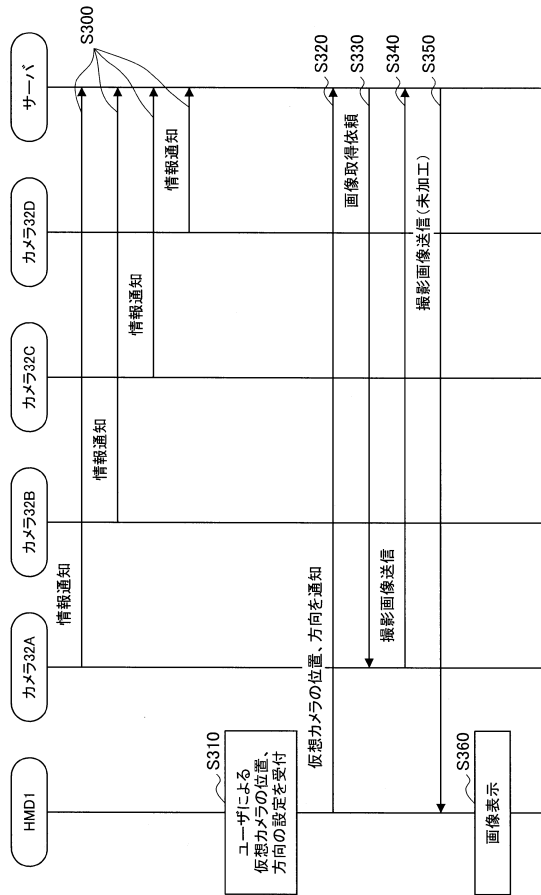 HMD1
カメラ32A
カメラ32B
カメラ32C
カメラ32D
サーバ
S300
情報通知
情報通知
情報通知
情報通知
S310
ユーザによる
仮想カメラの位置、
方向の設定を受付
仮想カメラの位置、方向を通知
S320
画像取得依頼
S330
撮影画像送信
S340
撮影画像送信(未加工)
S350
S360
画像表示